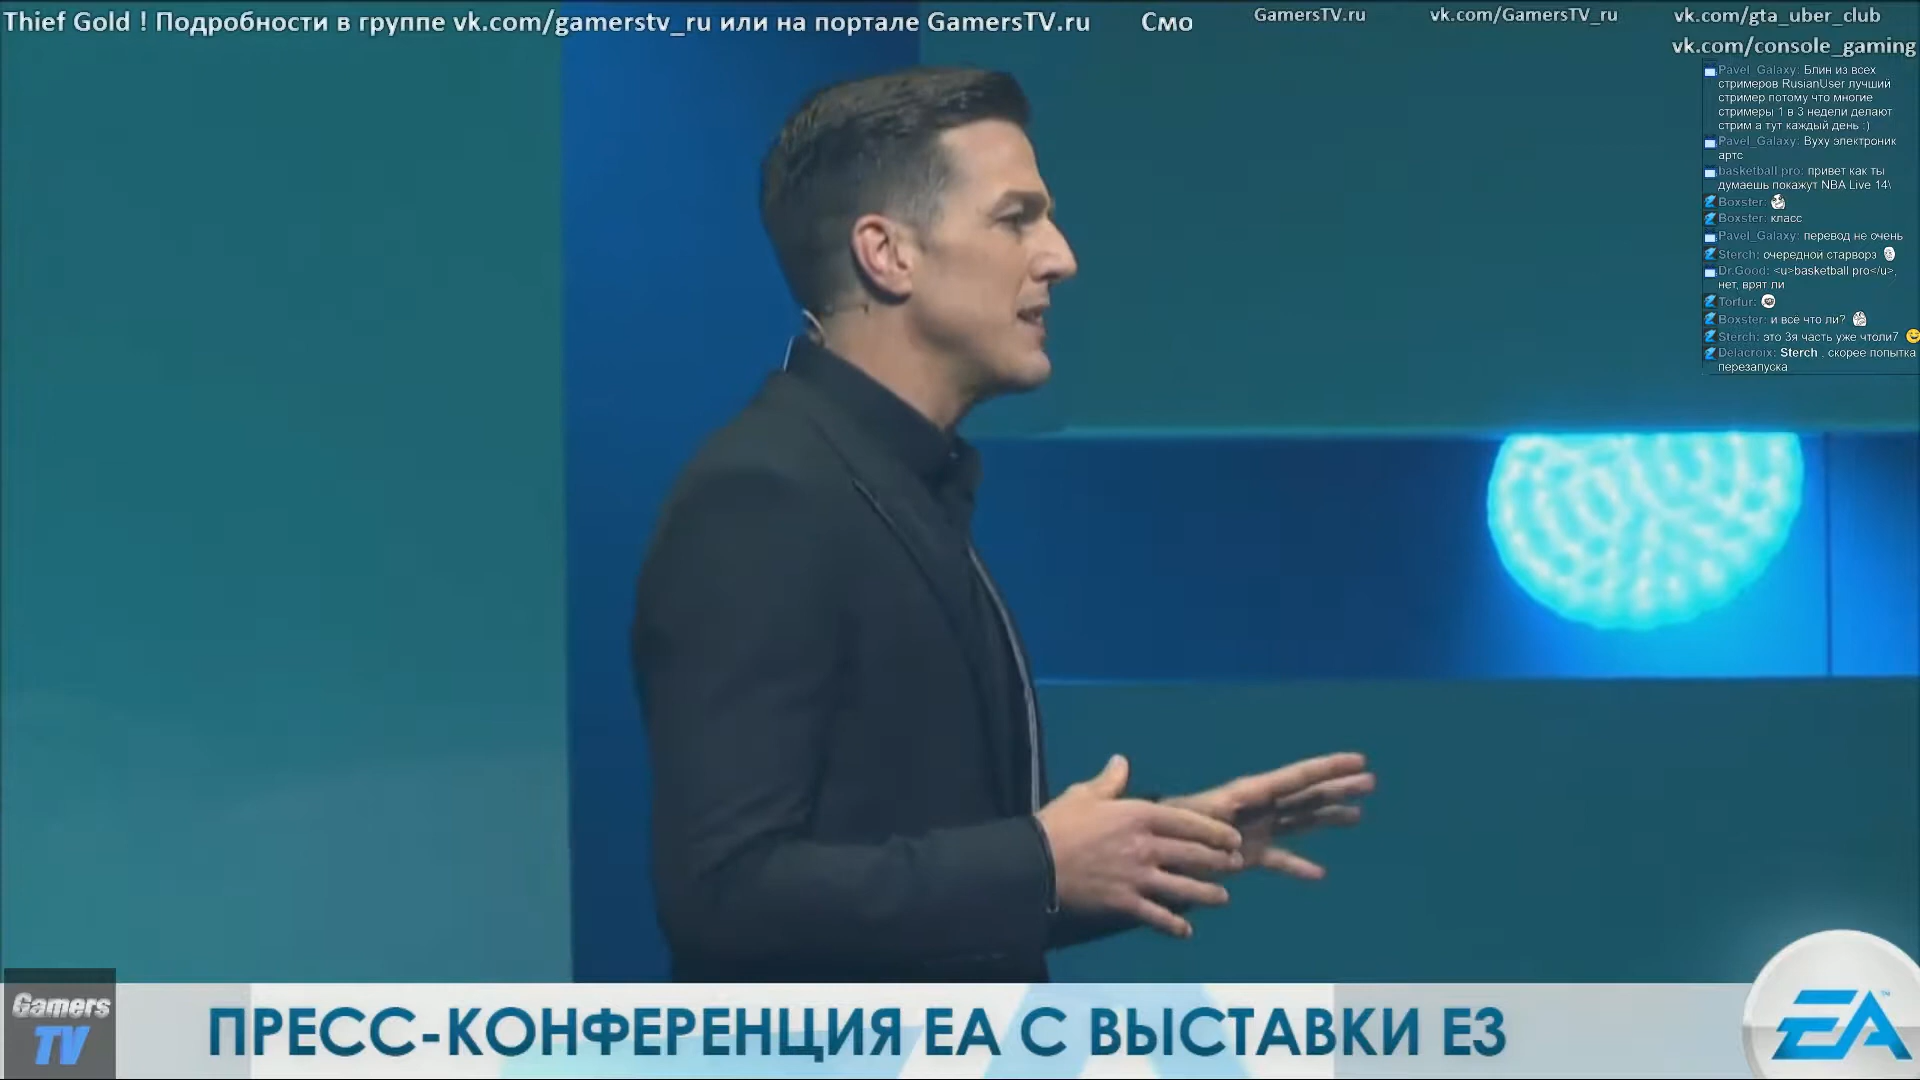 Thief Gold ! Подробности в группе vk.com/gamerstv_ru или на портале GamersTV.ru Смо
GamersTV.ru vk.com/GamersTV_ru vk.com/gta_uber_club
vk.com/console_gaming
Pavel_Galaxy: Блин из всех
стримеров RusianUser лучший
стример потому что многие
стримеры 1 в 3 недели делают
стрим а тут каждый день :)
Pavel_Galaxy: Вуху электроник
артс
basketball pro: привет как ты
думаешь покажут NBA Live 14\
Boxster:
Boxster: класс
Pavel_Galaxy: перевод не очень
Sterch: очередной старворз
Dr.Good: <u>basketball pro</u>,
нет, врят ли
Torfur:
Boxster: и все что ли?
Sterch: это 3я часть уже чтоли7
Delacroix: Sterch , скорее попытка
перезапуска
Gamers
TV
ПРЕСС-КОНФЕРЕНЦИЯ EA С ВЫСТАВКИ E3
EA™